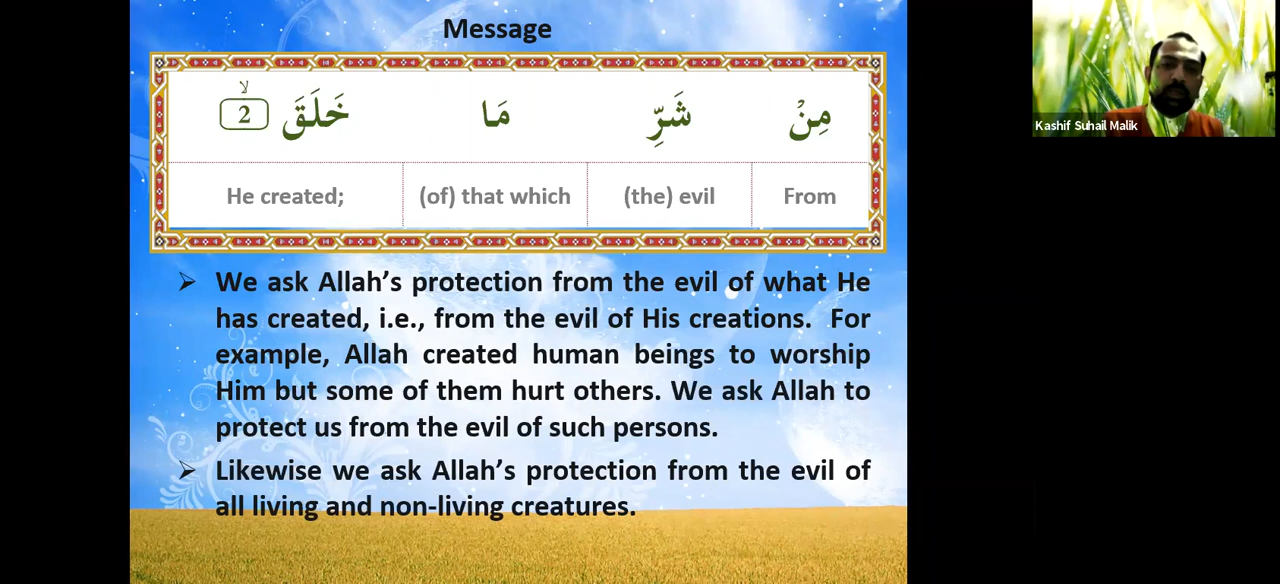 Message
مِنْ شَرِّ مَا خَلَقَ ۙ 2
From (the) evil (of) that which He created;
➢ We ask Allah’s protection from the evil of what He
has created, i.e., from the evil of His creations. For
example, Allah created human beings to worship
Him but some of them hurt others. We ask Allah to
protect us from the evil of such persons.
➢ Likewise we ask Allah’s protection from the evil of
all living and non-living creatures.
Kashif Suhail Malik